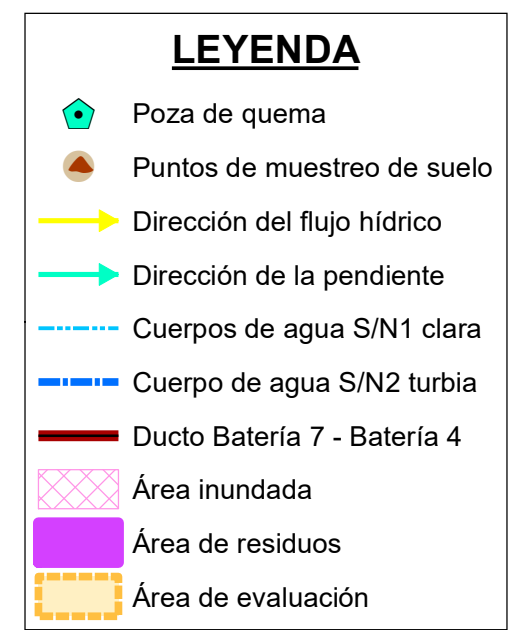 LEYENDA
Poza de quema
Puntos de muestreo de suelo
Dirección del flujo hídrico
Dirección de la pendiente
Cuerpos de agua S/N1 clara
Cuerpo de agua S/N2 turbia
Ducto Batería 7 - Batería 4
Área inundada
Área de residuos
Área de evaluación